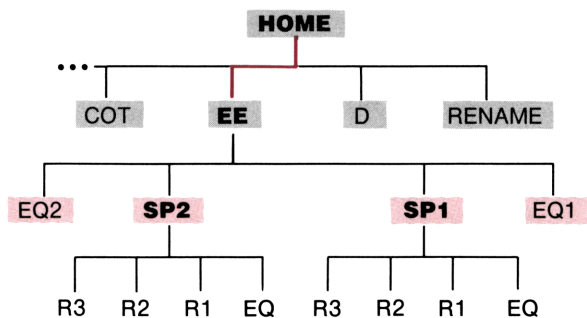 HOME
•••
COT EE D RENAME
EQ2 SP2 SP1 EQ1
R3 R2 R1 EQ R3 R2 R1 EQ